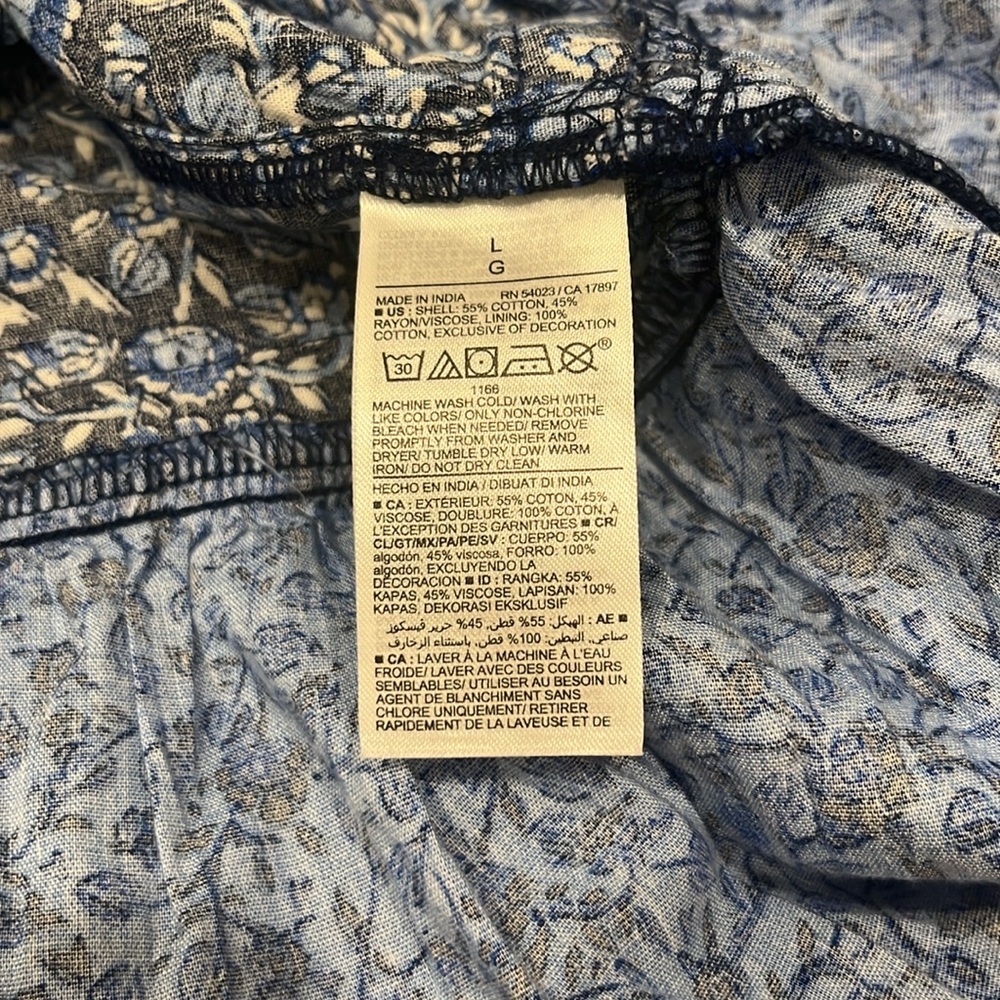 L
G
MADE IN INDIA RN 54023 / CA 17897
■ US : SHELL: 55% COTTON, 45%
RAYON/VISCOSE, LINING: 100%
COTTON, EXCLUSIVE OF DECORATION
30 ®
1166
MACHINE WASH COLD/ WASH WITH
LIKE COLORS/ ONLY NON-CHLORINE
BLEACH WHEN NEEDED/ REMOVE
PROMPTLY FROM WASHER AND
DRYER/ TUMBLE DRY LOW/ WARM
IRON/ DO NOT DRY CLEAN
HECHO EN INDIA / DIBUAT DI INDIA
■ CA : EXTÉRIEUR: 55% COTON, 45%
VISCOSE, DOUBLURE: 100% COTON, À
L'EXCEPTION DES GARNITURES ■ CR/
CL/GT/MX/PA/PE/SV : CUERPO: 55%
algodón, 45% viscosa, FORRO: 100%
algodón, EXCLUYENDO LA
DECORACION ■ ID : RANGKA: 55%
KAPAS, 45% VISCOSE, LAPISAN: 100%
KAPAS, DEKORASI EKSKLUSIF
■ AE : الهيكل: 55% قطن, 45% حرير فيسكوز
صناعي, التبطين: 100% قطن, باستثناء الزخارف
■ CA : LAVER À LA MACHINE À L'EAU
FROIDE/ LAVER AVEC DES COULEURS
SEMBLABLES/ UTILISER AU BESOIN UN
AGENT DE BLANCHIMENT SANS
CHLORE UNIQUEMENT/ RETIRER
RAPIDEMENT DE LA LAVEUSE ET DE